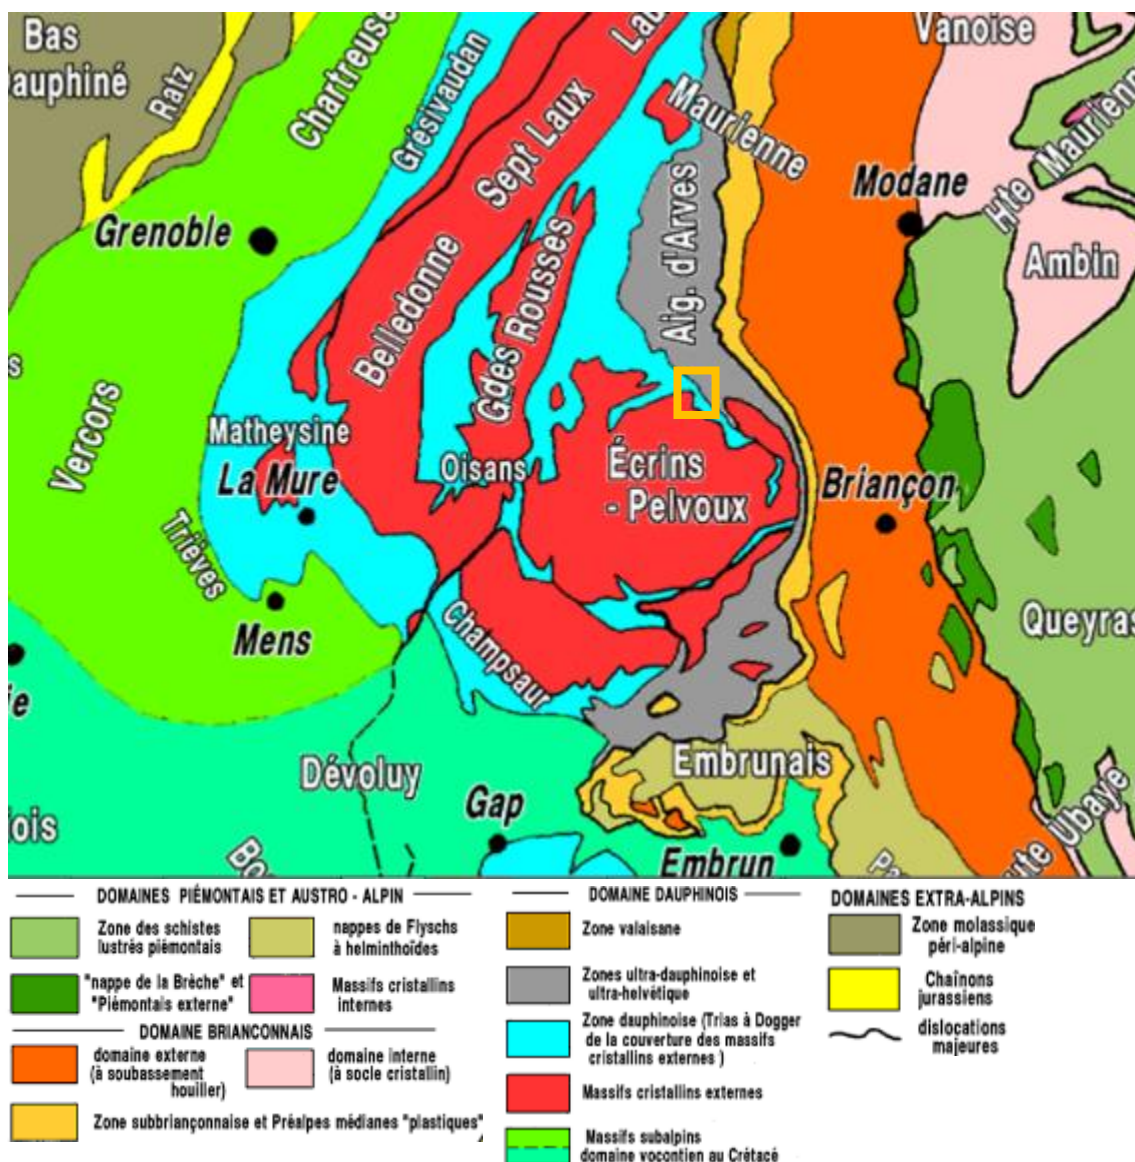 Bas
auphiné
Ratz
Chartreuse
Grésivaudan
Sept Laux
Maurienne
Vanoise
Hte Maurienn
Modane
Grenoble
Ambin
Belledonne
Gdes Rousses
Aig. d'Arves
s
Vercors
Matheysine
La Mure
Oisans
Écrins
- Pelvoux
Briançon
Trièves
Mens
Champsaur
Queyras
ie
Dévoluy
Embrunais
Gap
iois
Embrun
ute Ubaye
DOMAINES PIÉMONTAIS ET AUSTRO - ALPIN
Zone des schistes
lustrés piémontais
nappes de Flyschs
à helminthoïdes
"nappe de la Brèche" et
"Piémontais externe"
Massifs cristallins
internes
DOMAINE BRIANCONNAIS
domaine externe
(à soubassement
houiller)
domaine interne
(à socle cristallin)
Zone subbriançonnaise et Préalpes médianes "plastiques"
DOMAINE DAUPHINOIS
Zone valaisane
Zones ultra-dauphinoise et
ultra-helvétique
Zone dauphinoise (Trias à Dogger
de la couverture des massifs
cristallins externes )
Massifs cristallins externes
Massifs subalpins
domaine vocontien au Crétacé
DOMAINES EXTRA-ALPINS
Zone molassique
péri-alpine
Chaînons
jurassiens
dislocations
majeures